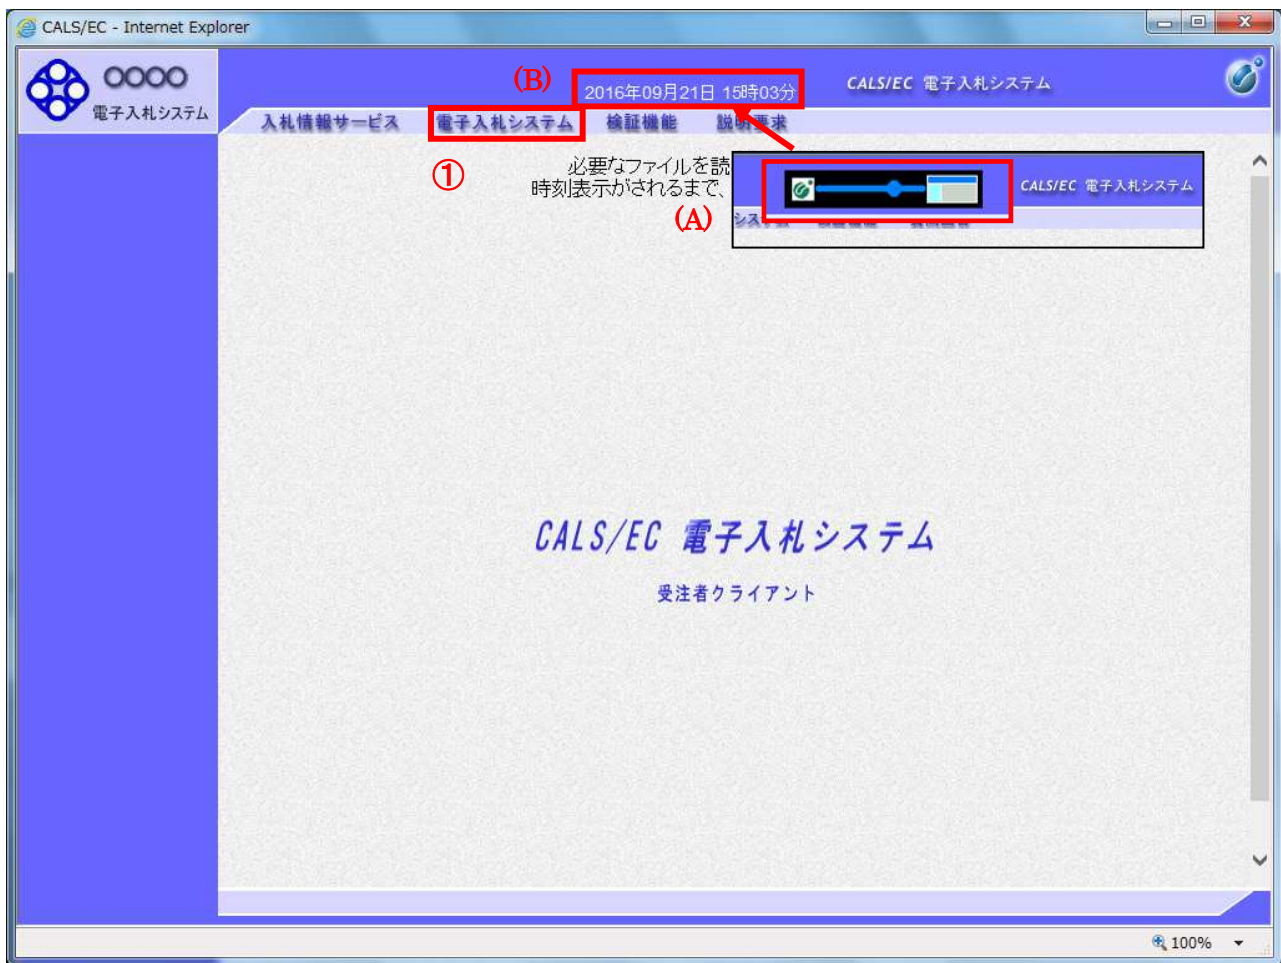 CALS/EC - Internet Explorer
OOOO
電子入札システム
(B)
2016年09月21日 15時03分
CALS/EC 電子入札システム
入札情報サービス
電子入札システム
検証機能
説明要求
①
必要なファイルを読
時刻表示がされるまで、
(A)
CALS/EC 電子入札システム
CALS/EC 電子入札システム
受注者クライアント
100%